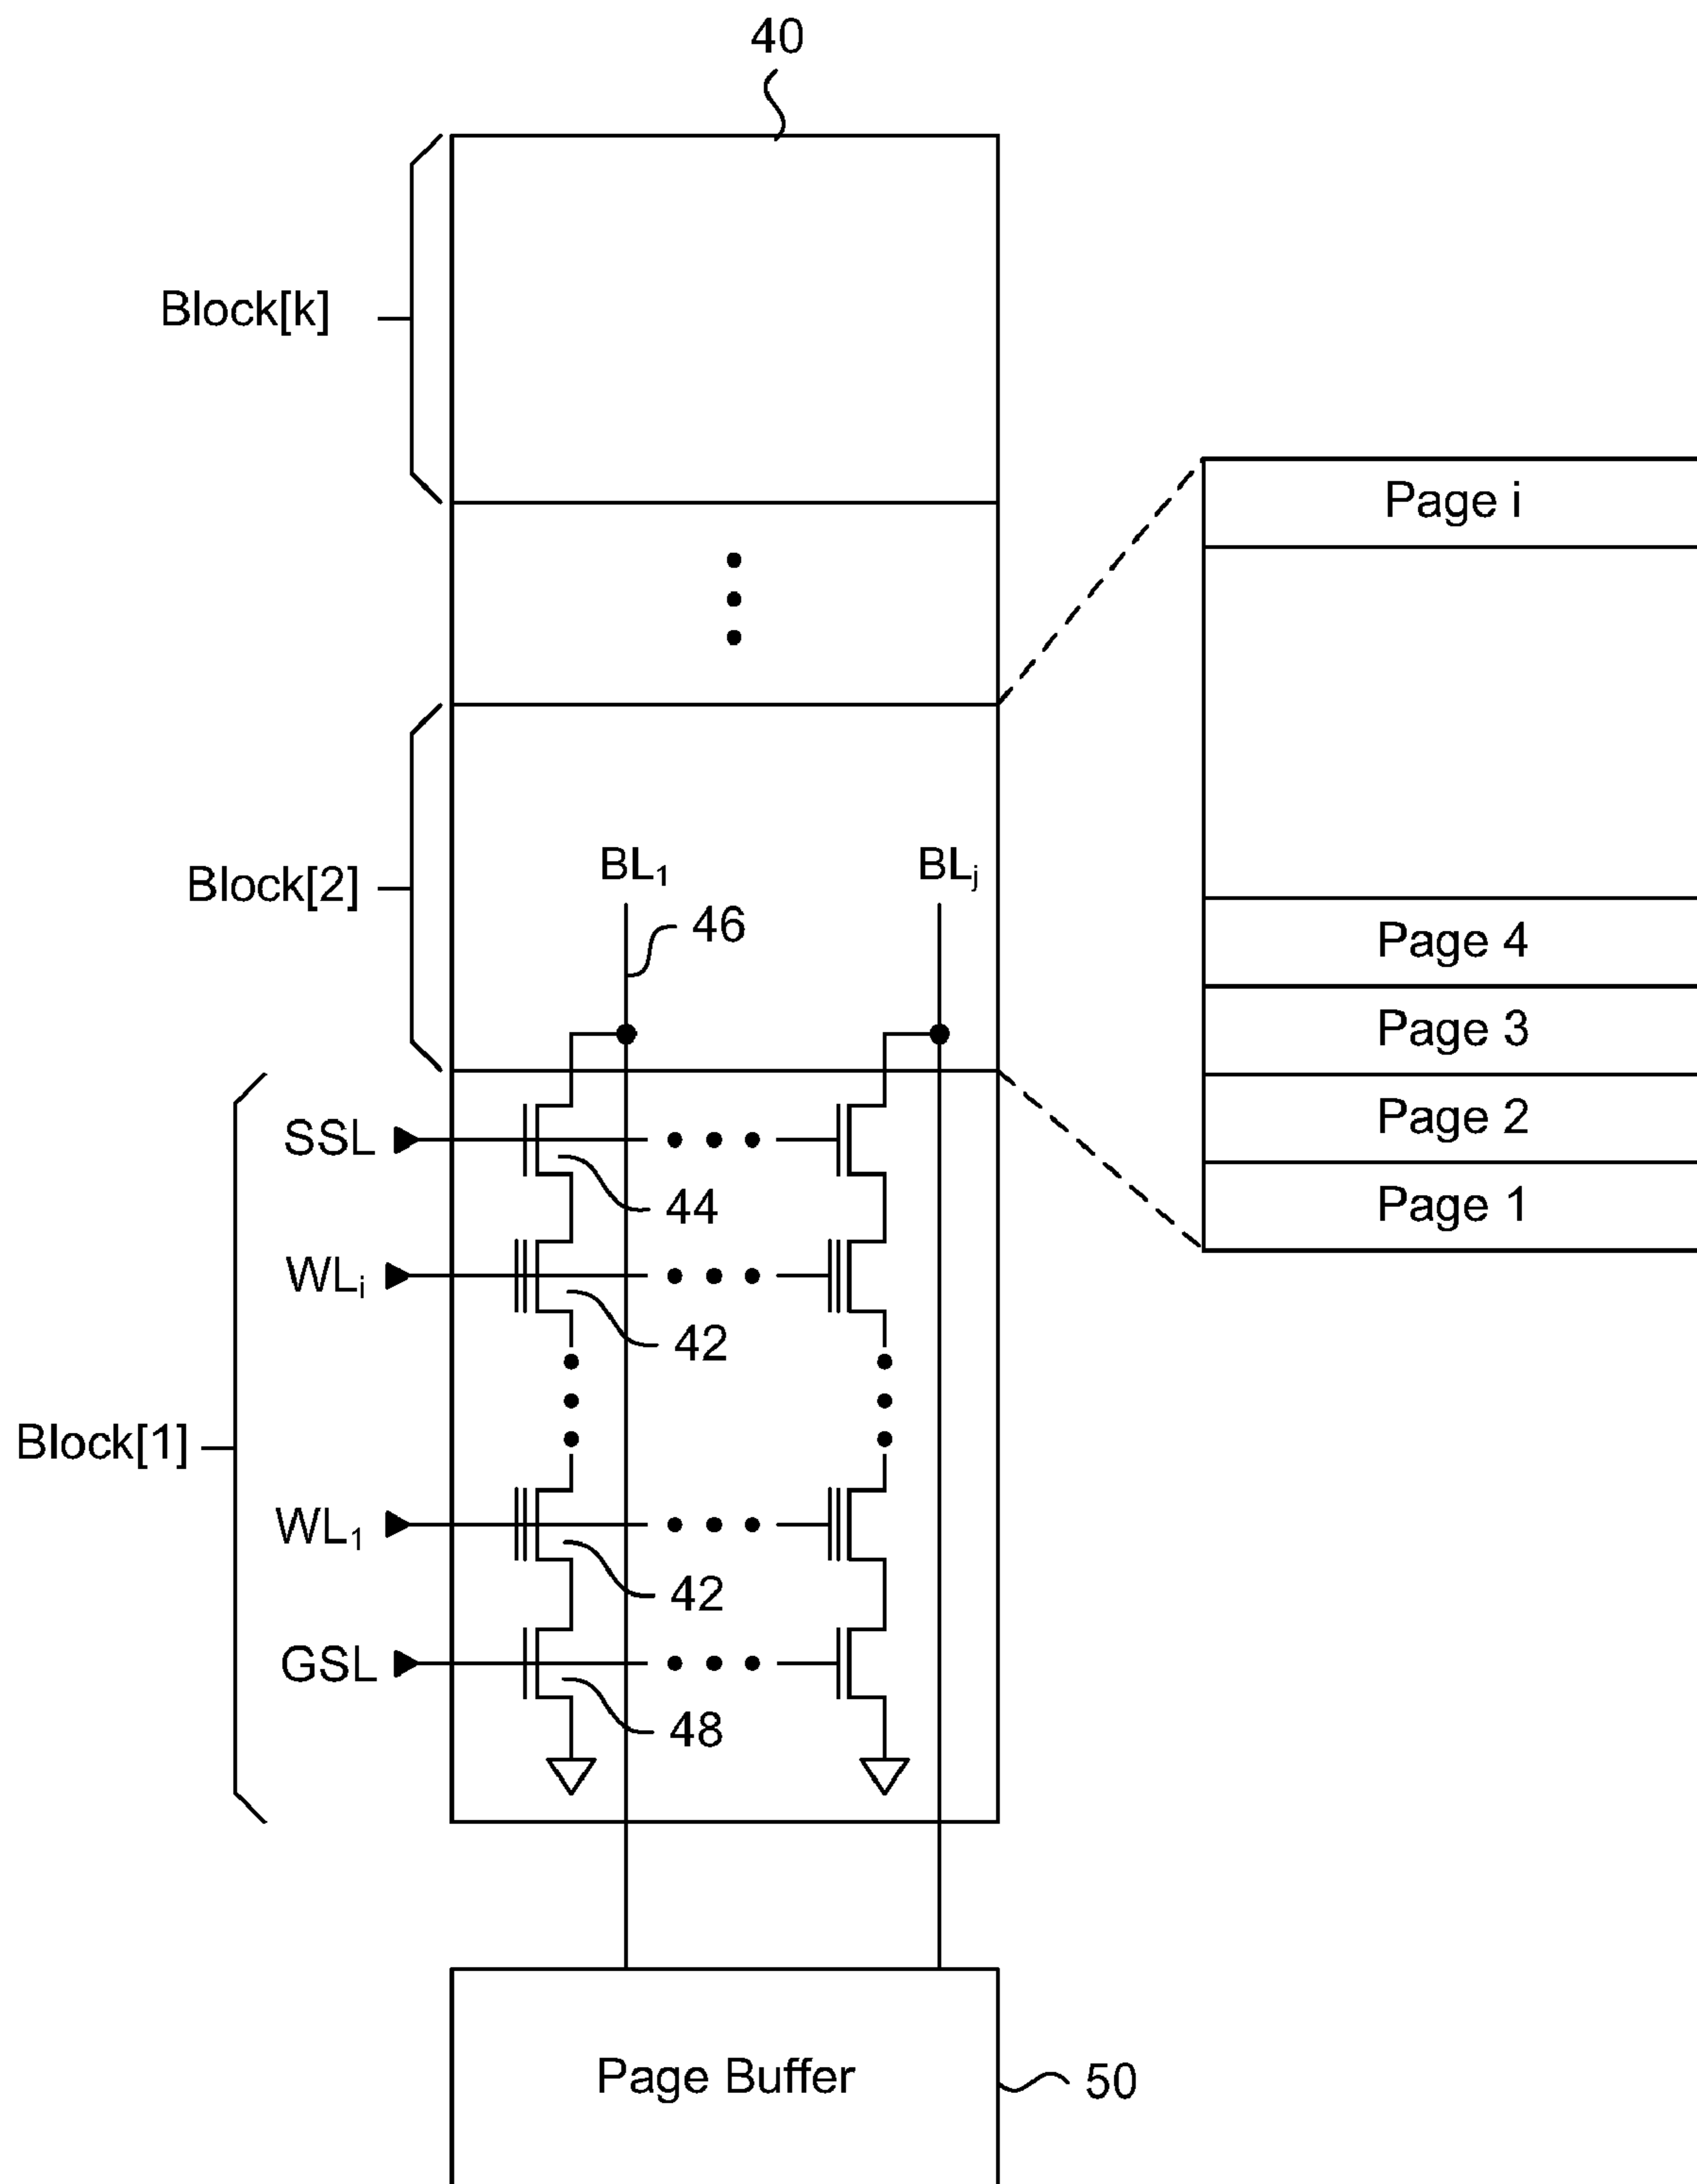 40
Block[k]
Page i
Block[2]
BL₁
BLⱼ
46
Page 4
Page 3
Page 2
Page 1
SSL
44
WLᵢ
42
Block[1]
WL₁
42
GSL
48
Page Buffer
50